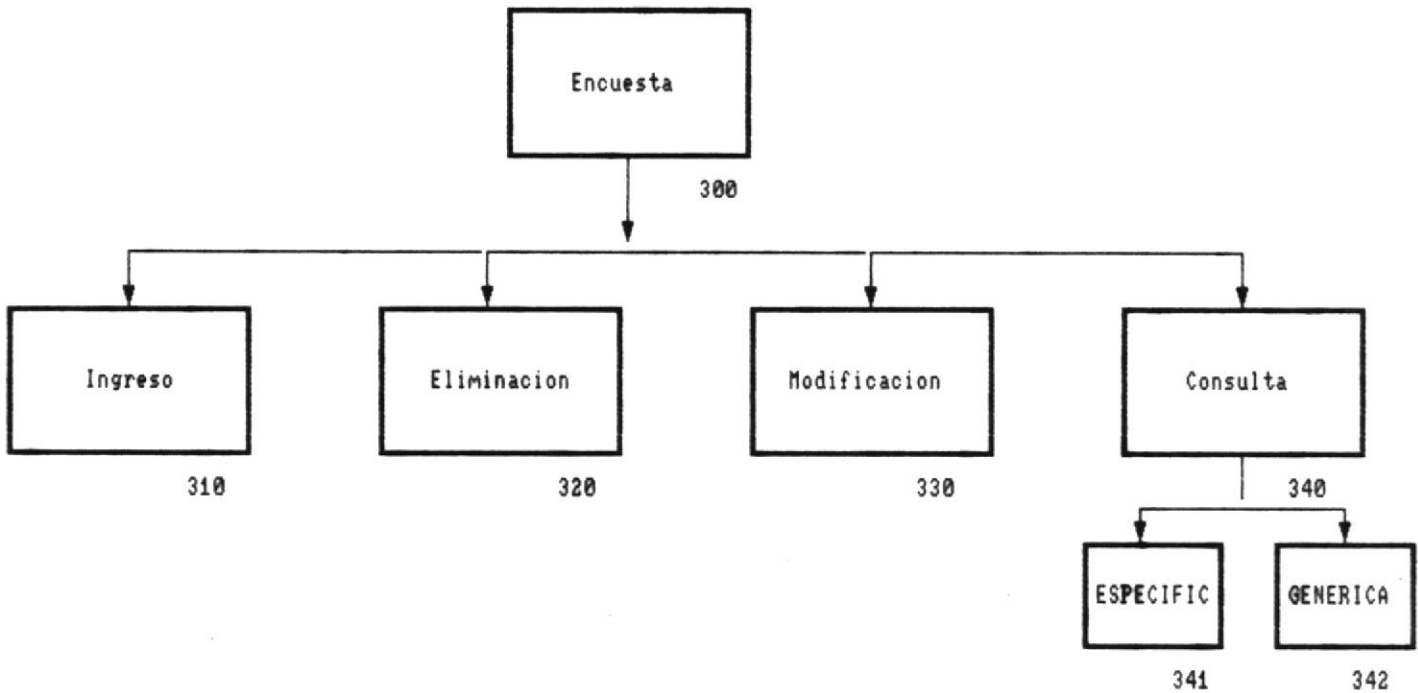 Encuesta
300
Ingreso
Eliminacion
Modificacion
Consulta
310
320
330
340
ESPECIFIC
GENERICA
341
342